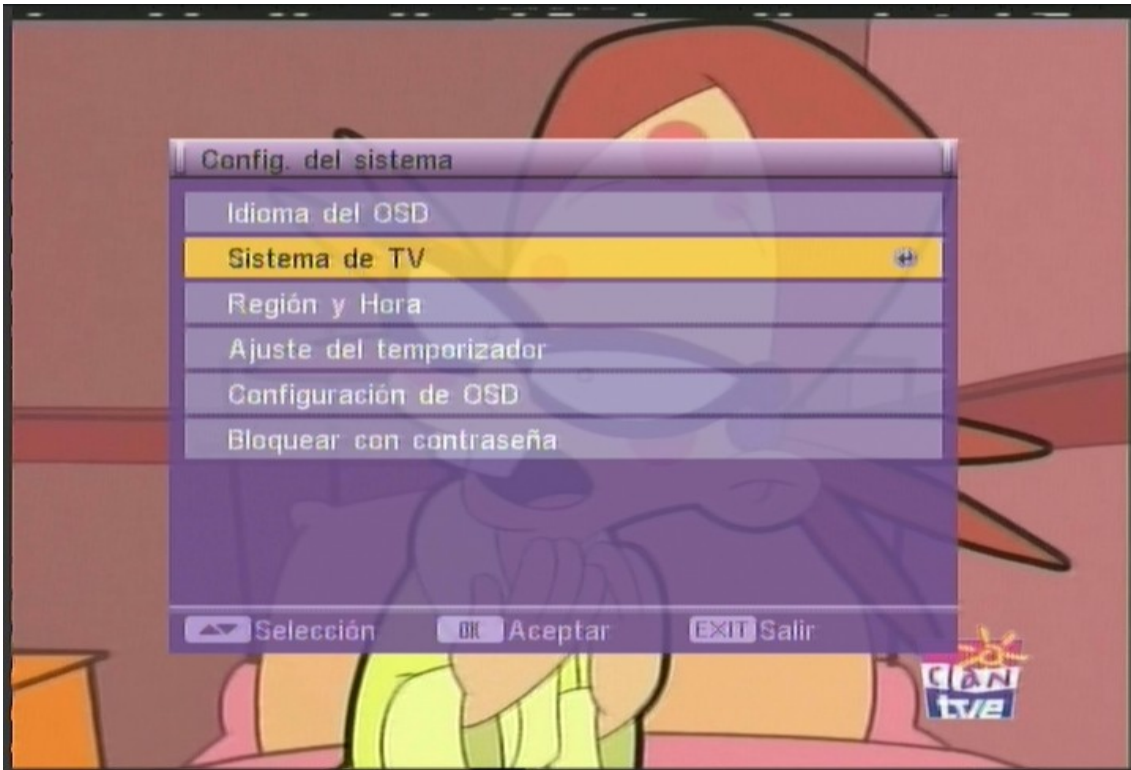 Config. del sistema
Idioma del OSD
Sistema de TV
Región y Hora
Ajuste del temporizador
Configuración de OSD
Bloquear con contraseña
Selección OK Aceptar EXIT Salir
CLAN
tve